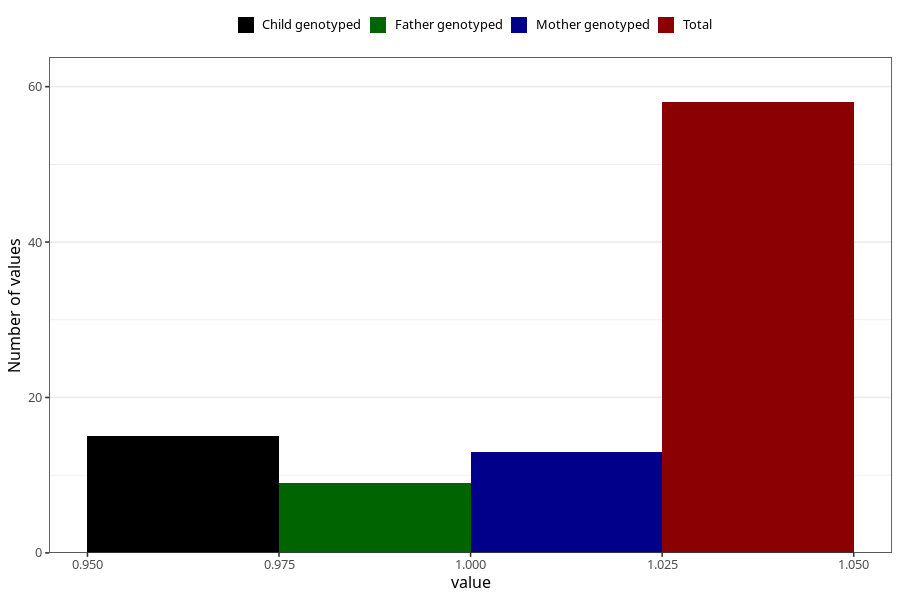 Child genotyped Father genotyped Mother genotyped Total
Number of values
60
40
20
0
0.950 0.975 1.000 1.025 1.050
value